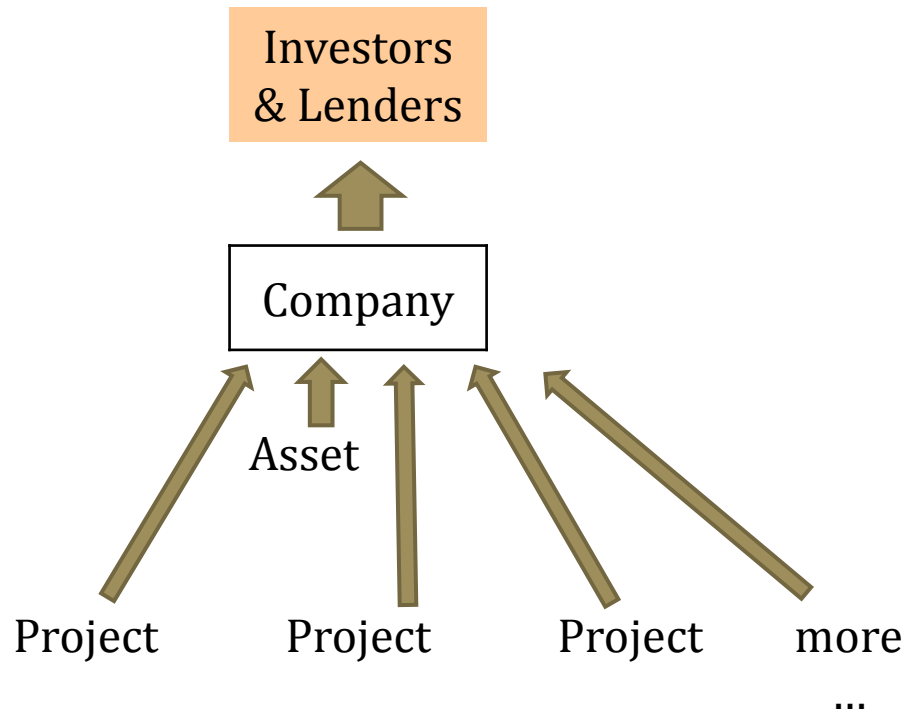 Investors
& Lenders
Company
Asset
Project
Project
Project
more
...